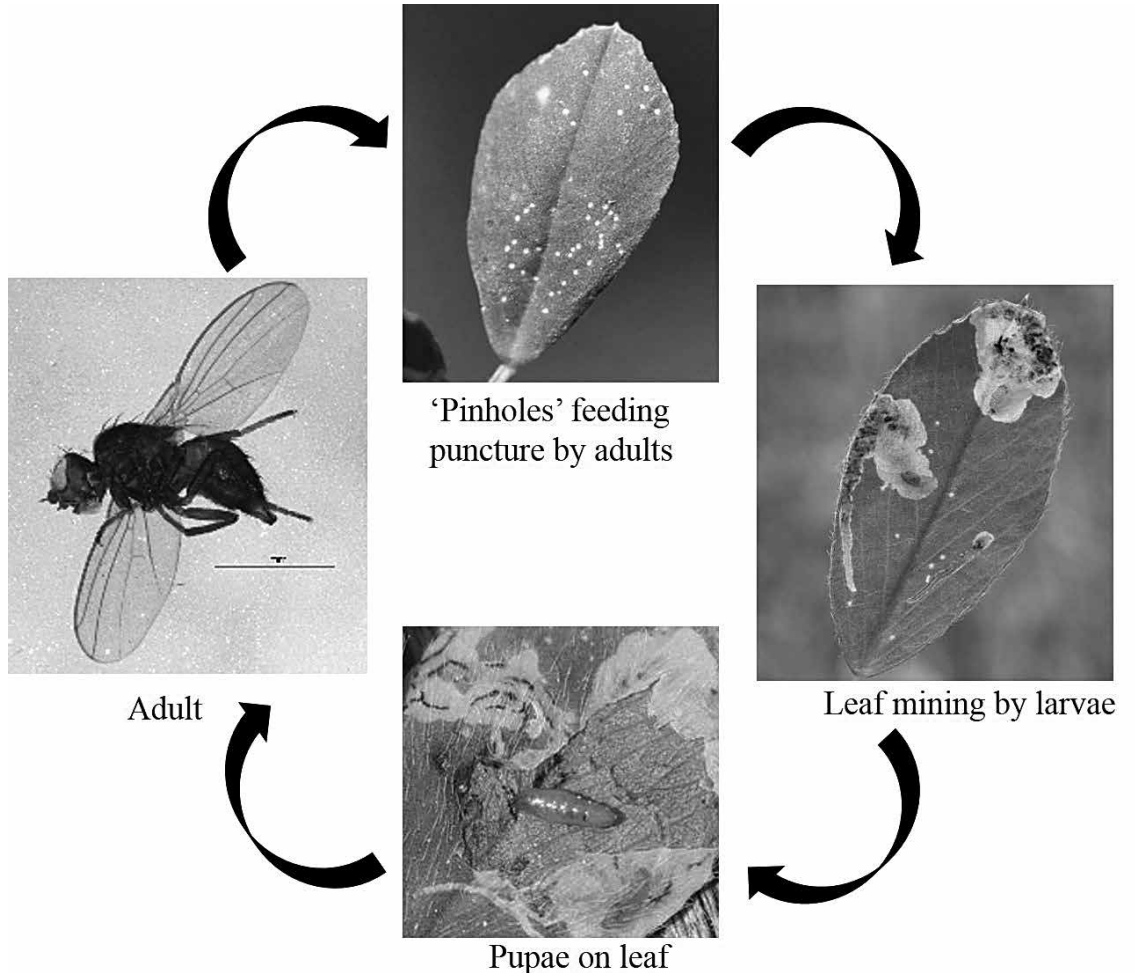 ‘Pinholes’ feeding
puncture by adults
Adult
Leaf mining by larvae
Pupae on leaf